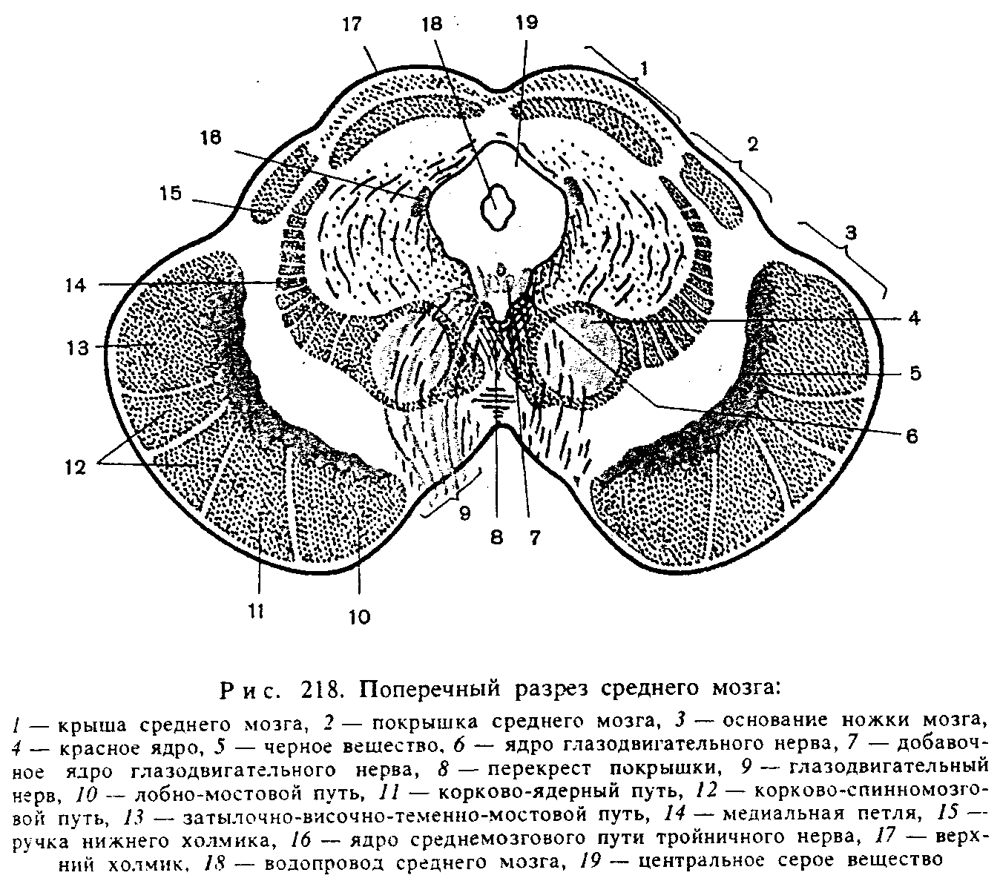 17 18 19
1
16
2
15
3
14
4
13
5
6
12
9
8 7
11
10
Рис. 218. Поперечный разрез среднего мозга:
1 — крыша среднего мозга, 2 — покрышка среднего мозга, 3 — основание ножки мозга,
4 — красное ядро, 5 — черное вещество, 6 — ядро глазодвигательного нерва, 7 — добавоч-
ное ядро глазодвигательного нерва, 8 — перекрест покрышки, 9 — глазодвигательный
нерв, 10 — лобно-мостовой путь, 11 — корково-ядерный путь, 12 — корково-спинномозго-
вой путь, 13 — затылочно-височно-теменно-мостовой путь, 14 — медиальная петля, 15 —
ручка нижнего холмика, 16 — ядро среднемозгового пути тройничного нерва, 17 — верх-
ний холмик, 18 — водопровод среднего мозга, 19 — центральное серое вещество